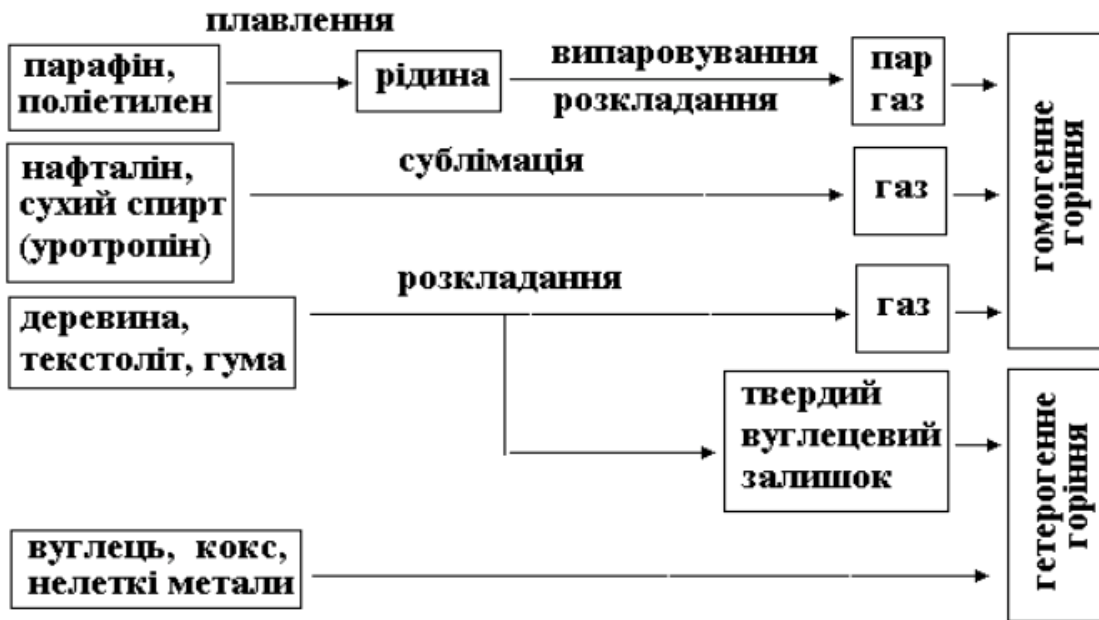 плавлення
парафін,
поліетилен
рідина
випаровування
розкладання
пар
газ
нафталін,
сухий спирт
(уротропін)
сублімація
газ
гомогенне
горіння
деревина,
текстоліт, гума
розкладання
газ
твердий
вуглецевий
залишок
гетерогенне
горіння
вуглець, кокс,
нелеткі метали